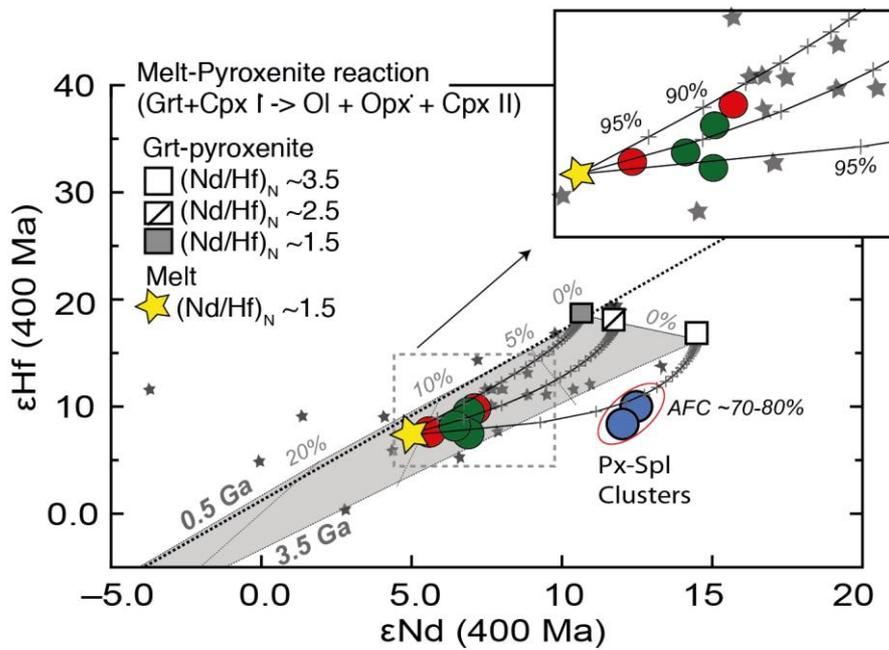 Melt-Pyroxenite reaction
(Grt+Cpx I -> Ol + Opx + Cpx II)
Grt-pyroxenite
(Nd/Hf)N ~3.5
(Nd/Hf)N ~2.5
(Nd/Hf)N ~1.5
Melt
(Nd/Hf)N ~1.5
95%
90%
95%
40
30
20
10
0.0
εHf (400 Ma)
0%
0%
5%
10%
20%
0.5 Ga
3.5 Ga
AFC ~70-80%
Px-Spl
Clusters
–5.0
0.0
5.0
10
15
20
εNd (400 Ma)